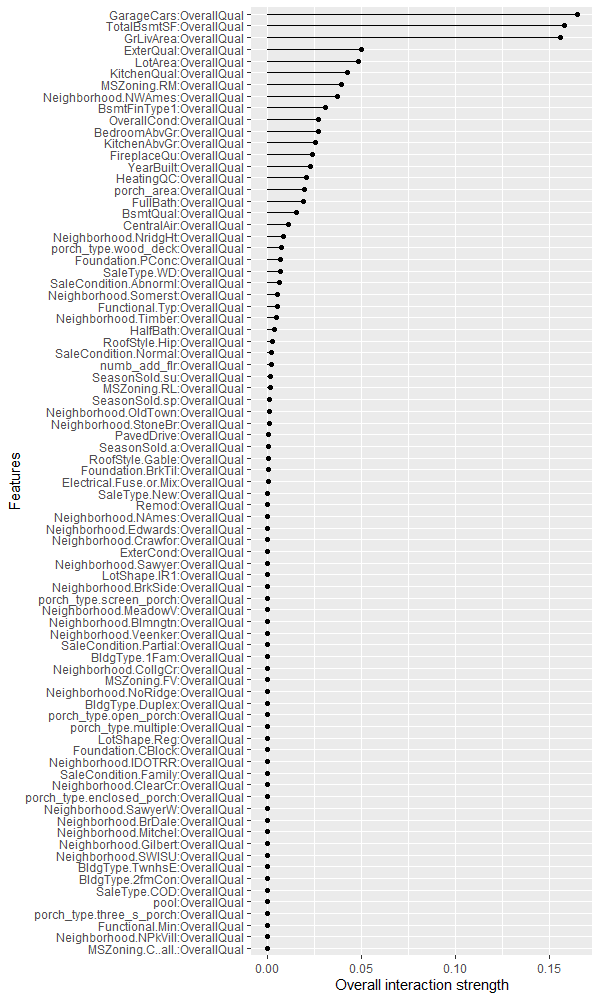 GarageCars:OverallQual
TotalBsmtSF:OverallQual
GrLivArea:OverallQual
ExterQual:OverallQual
LotArea:OverallQual
KitchenQual:OverallQual
MSZoning.RM:OverallQual
Neighborhood.NWAmes:OverallQual
BsmtFinType1:OverallQual
OverallCond:OverallQual
BedroomAbvGr:OverallQual
KitchenAbvGr:OverallQual
FireplaceQu:OverallQual
YearBuilt:OverallQual
HeatingQC:OverallQual
porch_area:OverallQual
FullBath:OverallQual
BsmtQual:OverallQual
CentralAir:OverallQual
Neighborhood.NridgHt:OverallQual
porch_type.wood_deck:OverallQual
Foundation.PConc:OverallQual
SaleType.WD:OverallQual
SaleCondition.Abnorml:OverallQual
Neighborhood.Somerst:OverallQual
Functional.Typ:OverallQual
Neighborhood.Timber:OverallQual
HalfBath:OverallQual
RoofStyle.Hip:OverallQual
SaleCondition.Normal:OverallQual
numb_add_flr:OverallQual
SeasonSold.su:OverallQual
MSZoning.RL:OverallQual
SeasonSold.sp:OverallQual
Neighborhood.OldTown:OverallQual
Neighborhood.StoneBr:OverallQual
PavedDrive:OverallQual
SeasonSold.a:OverallQual
RoofStyle.Gable:OverallQual
Foundation.BrkTil:OverallQual
Electrical.Fuse.or.Mix:OverallQual
SaleType.New:OverallQual
Remod:OverallQual
Neighborhood.NAmes:OverallQual
Neighborhood.Edwards:OverallQual
Neighborhood.Crawfor:OverallQual
ExterCond:OverallQual
Neighborhood.Sawyer:OverallQual
LotShape.IR1:OverallQual
Neighborhood.BrkSide:OverallQual
porch_type.screen_porch:OverallQual
Neighborhood.MeadowV:OverallQual
Neighborhood.Blmngtn:OverallQual
Neighborhood.Veenker:OverallQual
SaleCondition.Partial:OverallQual
BldgType.1Fam:OverallQual
Neighborhood.CollgCr:OverallQual
MSZoning.FV:OverallQual
Neighborhood.NoRidge:OverallQual
BldgType.Duplex:OverallQual
porch_type.open_porch:OverallQual
porch_type.multiple:OverallQual
LotShape.Reg:OverallQual
Foundation.CBlock:OverallQual
Neighborhood.IDOTRR:OverallQual
SaleCondition.Family:OverallQual
Neighborhood.ClearCr:OverallQual
porch_type.enclosed_porch:OverallQual
Neighborhood.SawyerW:OverallQual
Neighborhood.BrDale:OverallQual
Neighborhood.Mitchel:OverallQual
Neighborhood.Gilbert:OverallQual
Neighborhood.SWISU:OverallQual
BldgType.TwnhsE:OverallQual
BldgType.2fmCon:OverallQual
SaleType.COD:OverallQual
pool:OverallQual
porch_type.three_s_porch:OverallQual
Functional.Min:OverallQual
Neighborhood.NPkVill:OverallQual
MSZoning.C..all.:OverallQual
Features
0.00 0.05 0.10 0.15
Overall interaction strength